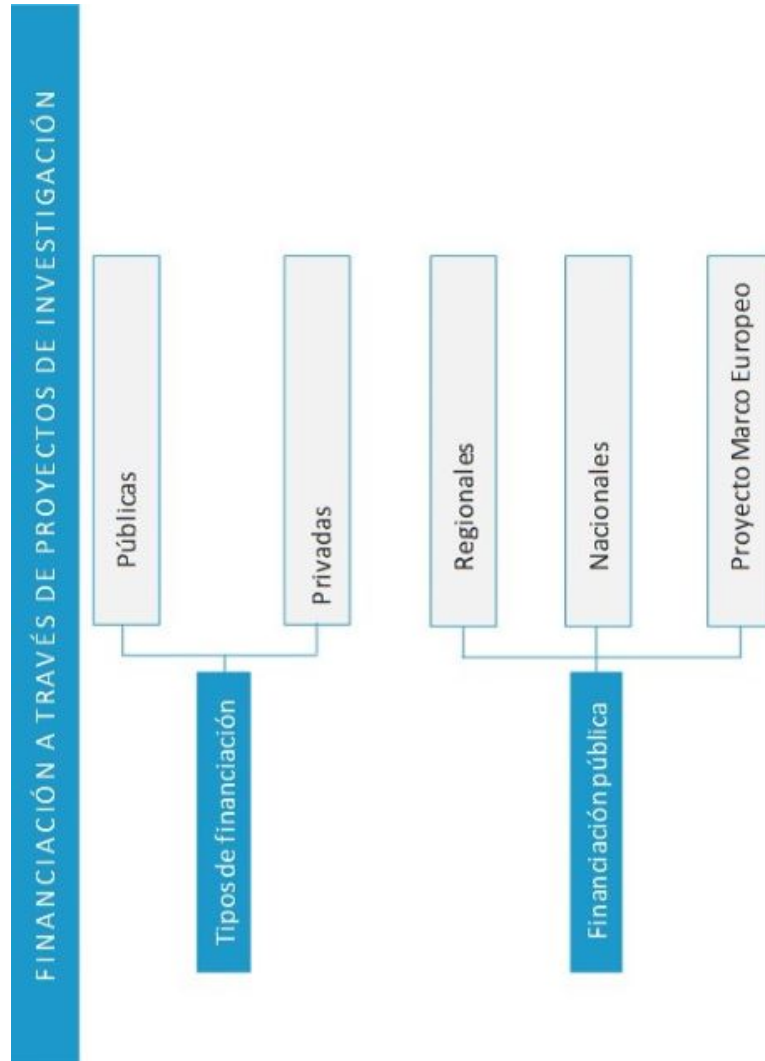 FINANCIACIÓN A TRAVÉS DE PROYECTOS DE INVESTIGACIÓN
Tipos de financiación
Públicas
Privadas
Financiación pública
Regionales
Nacionales
Proyecto Marco Europeo